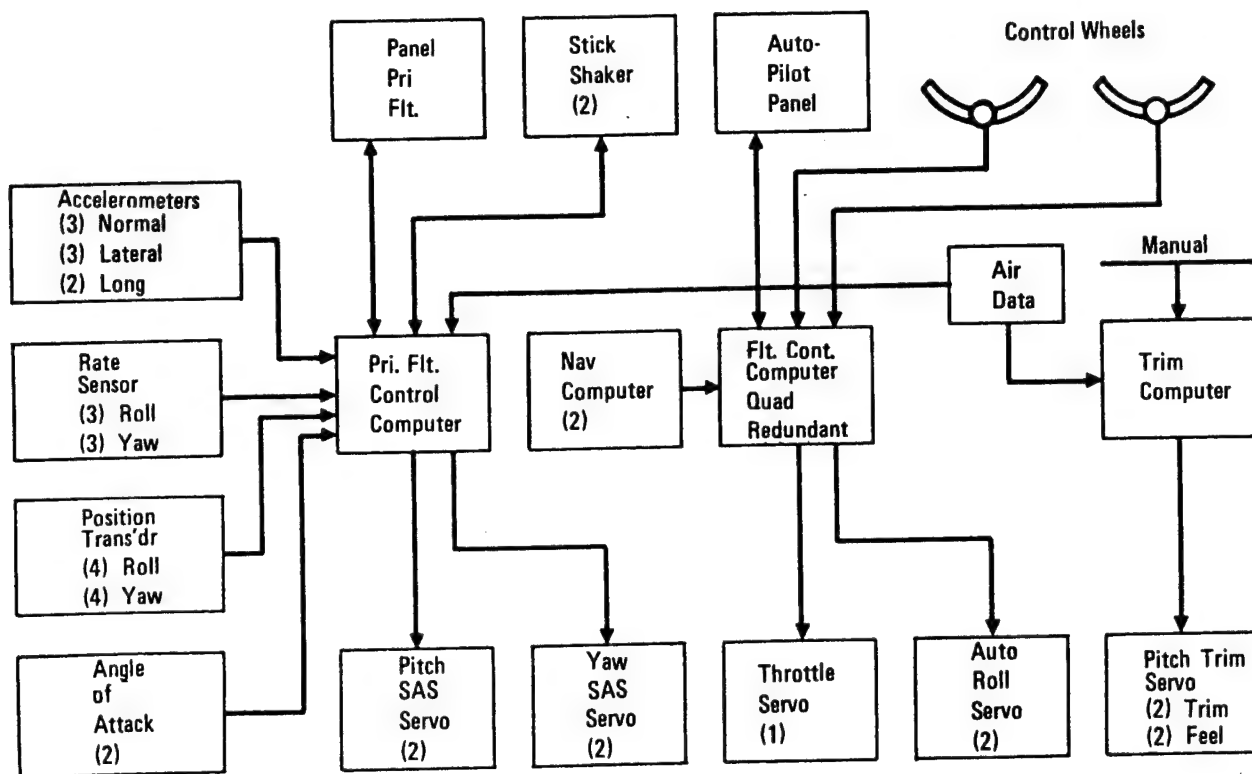 Panel
Pri
Flt.
Stick
Shaker
(2)
Auto-
Pilot
Panel
Control Wheels
Accelernometers
(3) Normal
(3) Lateral
(2) Long
Rate
Sensor
(3) Roll
(3) Yaw
Position
Trans'dr
(4) Roll
(4) Yaw
Angle
of
Attack
(2)
Pri. Flt.
Control
Computer
Nav
Computer
(2)
Flt. Cont.
Computer
Quad
Redundant
Air
Data
Manual
Trim
Computer
Pitch
SAS
Servo
(2)
Yaw
SAS
Servo
(2)
Throttle
Servo
(1)
Auto
Roll
Servo
(2)
Pitch Trim
Servo
(2) Trim
(2) Feel